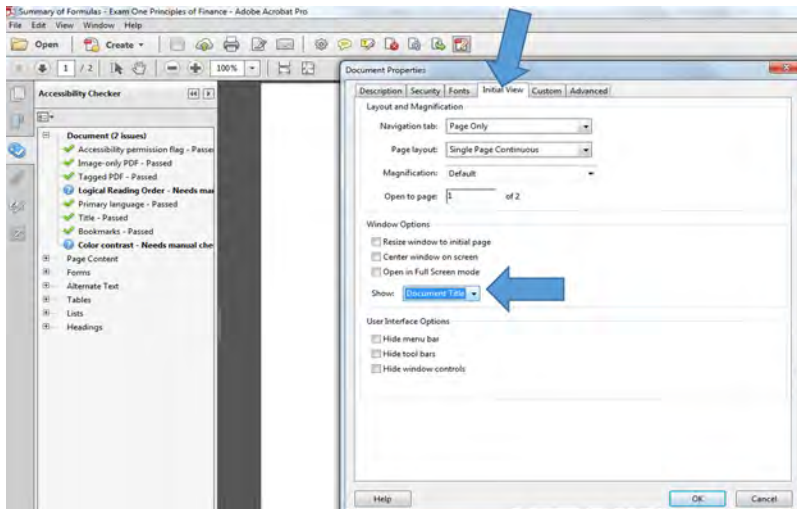 Summary of Formulas - Exam One Principles of Finance - Adobe Acrobat Pro
File Edit View Window Help
Open Create
1 / 2 100%
Accessibility Checker
Document (2 issues)
Accessibility permission flag - Passe
Image-only PDF - Passed
Tagged PDF - Passed
Logical Reading Order - Needs ma
Primary language - Passed
Title - Passed
Bookmarks - Passed
Color contrast - Needs manual che
Page Content
Forms
Alternate Text
Tables
Lists
Headings
Document Properties
Description Security Fonts Initial View Custom Advanced
Layout and Magnification
Navigation tab: Page Only
Page layout: Single Page Continuous
Magnification: Default
Open to page: 1 of 2
Window Options
Resize window to initial page
Center window on screen
Open in Full Screen mode
Show: Document Title
User Interface Options
Hide menu bar
Hide tool bars
Hide window controls
Help OK Cancel